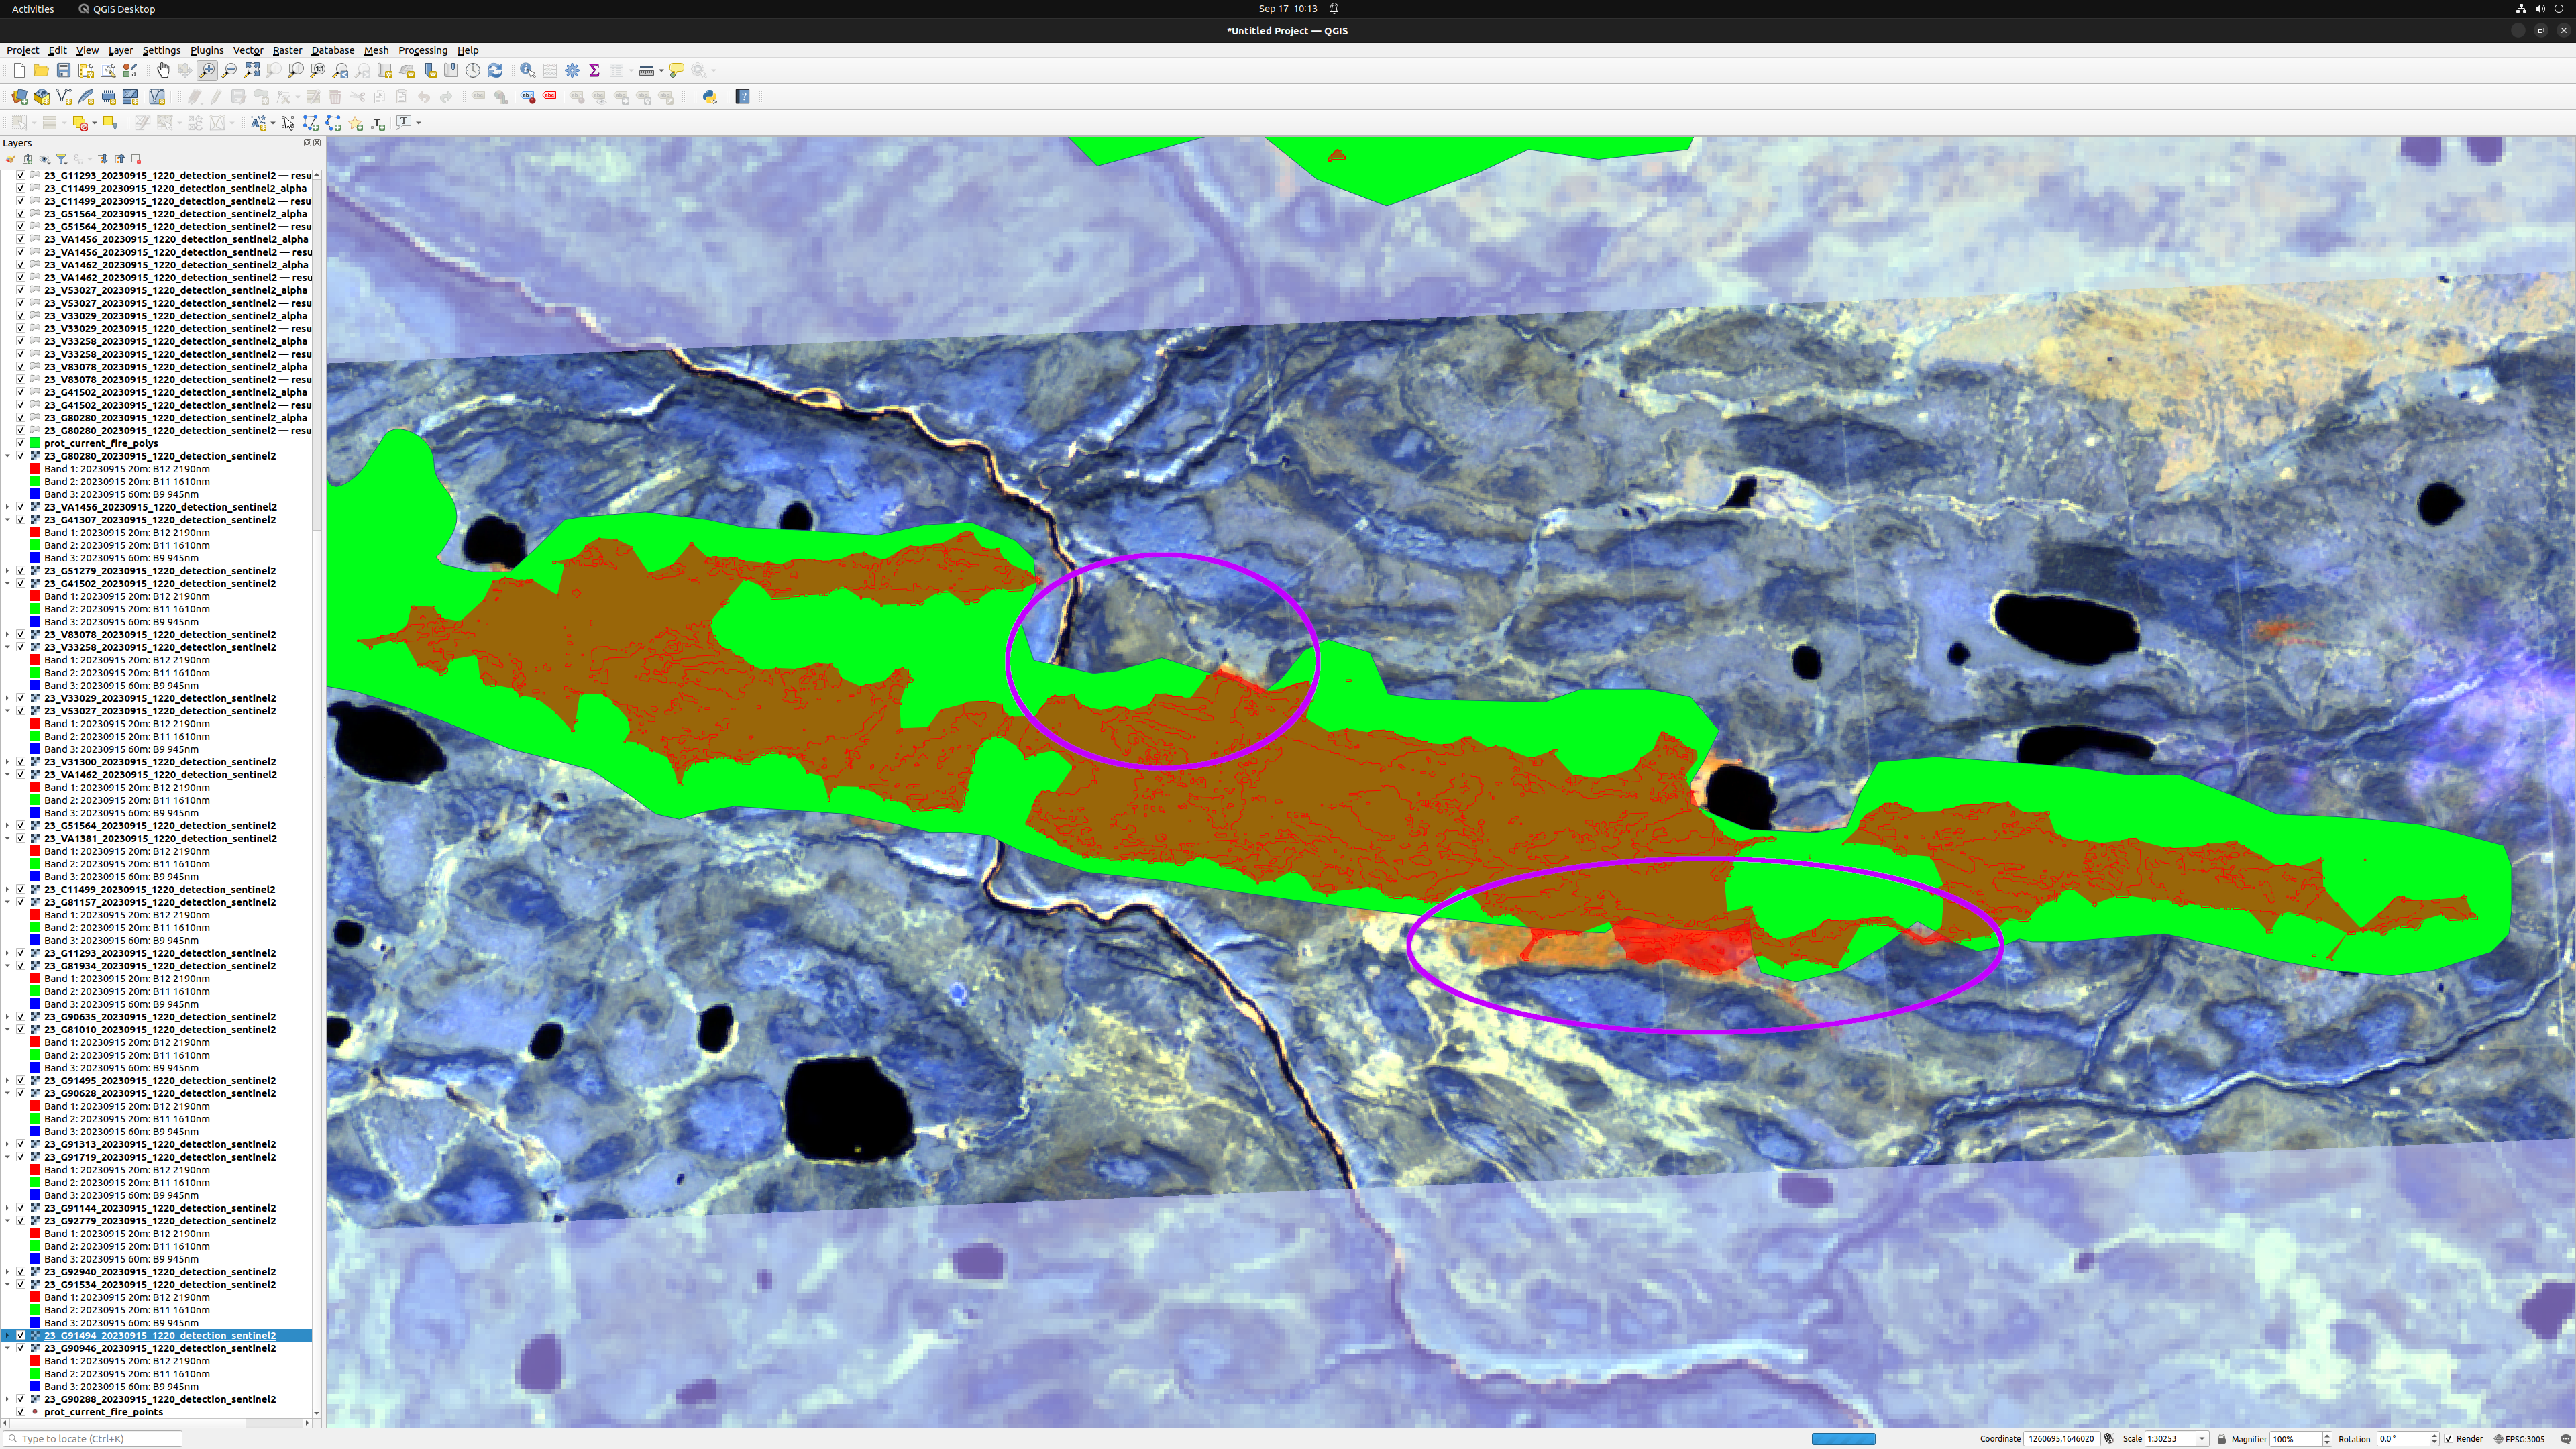 Activities QGIS Desktop Sep 17 10:13
*Untitled Project — QGIS
Project Edit View Layer Settings Plugins Vector Raster Database Mesh Processing Help
Layers
23_G11293_20230915_1220_detection_sentinel2 — resu
23_C11499_20230915_1220_detection_sentinel2_alpha
23_C11499_20230915_1220_detection_sentinel2 — resu
23_G51564_20230915_1220_detection_sentinel2_alpha
23_G51564_20230915_1220_detection_sentinel2 — resu
23_VA1456_20230915_1220_detection_sentinel2_alpha
23_VA1456_20230915_1220_detection_sentinel2 — resu
23_VA1462_20230915_1220_detection_sentinel2_alpha
23_VA1462_20230915_1220_detection_sentinel2 — resu
23_V53027_20230915_1220_detection_sentinel2_alpha
23_V53027_20230915_1220_detection_sentinel2 — resu
23_V33029_20230915_1220_detection_sentinel2_alpha
23_V33029_20230915_1220_detection_sentinel2 — resu
23_V33258_20230915_1220_detection_sentinel2_alpha
23_V33258_20230915_1220_detection_sentinel2 — resu
23_V83078_20230915_1220_detection_sentinel2_alpha
23_V83078_20230915_1220_detection_sentinel2 — resu
23_G41502_20230915_1220_detection_sentinel2_alpha
23_G41502_20230915_1220_detection_sentinel2 — resu
23_G80280_20230915_1220_detection_sentinel2_alpha
23_G80280_20230915_1220_detection_sentinel2 — resu
prot_current_fire_polys
23_G80280_20230915_1220_detection_sentinel2
Band 1: 20230915 20m: B12 2190nm
Band 2: 20230915 20m: B11 1610nm
Band 3: 20230915 60m: B9 945nm
23_VA1456_20230915_1220_detection_sentinel2
23_G41307_20230915_1220_detection_sentinel2
Band 1: 20230915 20m: B12 2190nm
Band 2: 20230915 20m: B11 1610nm
Band 3: 20230915 60m: B9 945nm
23_G51279_20230915_1220_detection_sentinel2
23_G41502_20230915_1220_detection_sentinel2
Band 1: 20230915 20m: B12 2190nm
Band 2: 20230915 20m: B11 1610nm
Band 3: 20230915 60m: B9 945nm
23_V83078_20230915_1220_detection_sentinel2
23_V33258_20230915_1220_detection_sentinel2
Band 1: 20230915 20m: B12 2190nm
Band 2: 20230915 20m: B11 1610nm
Band 3: 20230915 60m: B9 945nm
23_V33029_20230915_1220_detection_sentinel2
23_V53027_20230915_1220_detection_sentinel2
Band 1: 20230915 20m: B12 2190nm
Band 2: 20230915 20m: B11 1610nm
Band 3: 20230915 60m: B9 945nm
23_V31300_20230915_1220_detection_sentinel2
23_VA1462_20230915_1220_detection_sentinel2
Band 1: 20230915 20m: B12 2190nm
Band 2: 20230915 20m: B11 1610nm
Band 3: 20230915 60m: B9 945nm
23_G51564_20230915_1220_detection_sentinel2
23_VA1381_20230915_1220_detection_sentinel2
Band 1: 20230915 20m: B12 2190nm
Band 2: 20230915 20m: B11 1610nm
Band 3: 20230915 60m: B9 945nm
23_C11499_20230915_1220_detection_sentinel2
23_G81157_20230915_1220_detection_sentinel2
Band 1: 20230915 20m: B12 2190nm
Band 2: 20230915 20m: B11 1610nm
Band 3: 20230915 60m: B9 945nm
23_G11293_20230915_1220_detection_sentinel2
23_G81934_20230915_1220_detection_sentinel2
Band 1: 20230915 20m: B12 2190nm
Band 2: 20230915 20m: B11 1610nm
Band 3: 20230915 60m: B9 945nm
23_G90635_20230915_1220_detection_sentinel2
23_G81010_20230915_1220_detection_sentinel2
Band 1: 20230915 20m: B12 2190nm
Band 2: 20230915 20m: B11 1610nm
Band 3: 20230915 60m: B9 945nm
23_G91495_20230915_1220_detection_sentinel2
23_G90628_20230915_1220_detection_sentinel2
Band 1: 20230915 20m: B12 2190nm
Band 2: 20230915 20m: B11 1610nm
Band 3: 20230915 60m: B9 945nm
23_G91313_20230915_1220_detection_sentinel2
23_G91719_20230915_1220_detection_sentinel2
Band 1: 20230915 20m: B12 2190nm
Band 2: 20230915 20m: B11 1610nm
Band 3: 20230915 60m: B9 945nm
23_G91144_20230915_1220_detection_sentinel2
23_G92779_20230915_1220_detection_sentinel2
Band 1: 20230915 20m: B12 2190nm
Band 2: 20230915 20m: B11 1610nm
Band 3: 20230915 60m: B9 945nm
23_G92940_20230915_1220_detection_sentinel2
23_G91534_20230915_1220_detection_sentinel2
Band 1: 20230915 20m: B12 2190nm
Band 2: 20230915 20m: B11 1610nm
Band 3: 20230915 60m: B9 945nm
23_G91494_20230915_1220_detection_sentinel2
23_G90946_20230915_1220_detection_sentinel2
Band 1: 20230915 20m: B12 2190nm
Band 2: 20230915 20m: B11 1610nm
Band 3: 20230915 60m: B9 945nm
23_G90288_20230915_1220_detection_sentinel2
prot_current_fire_points
Type to locate (Ctrl+K) Coordinate 1260695,1646020 Scale 1:30253 Magnifier 100% Rotation 0.0 ° Render EPSG:3005